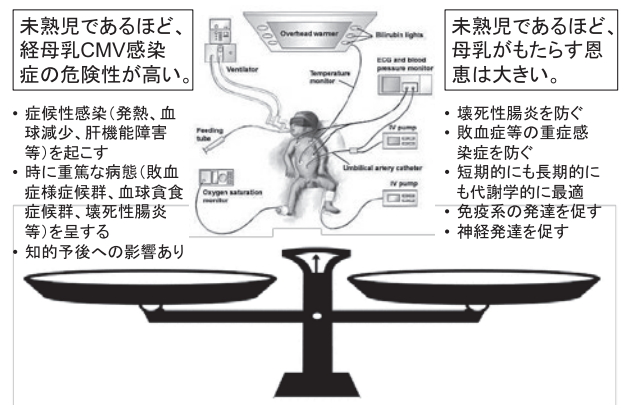 未熟児であるほど、
経母乳CMV感染
症の危険性が高い。
• 症候性感染(発熱、血
球減少、肝機能障害
等)を起こす
• 時に重篤な病態(敗血
症様症候群、血球貪食
症候群、壊死性腸炎
等)を呈する
• 知的予後への影響あり
Overhead warmer
Bilirubin lights
Ventilator
Temperature
monitor
ECG and blood
pressure monitor
Feeding
tube
IV pump
Umbilical artery catheter
Oxygen saturation
monitor
IV pump
未熟児であるほど、
母乳がもたらす恩
恵は大きい。
• 壊死性腸炎を防ぐ
• 敗血症等の重症感
染症を防ぐ
• 短期的にも長期的に
も代謝学的に最適
• 免疫系の発達を促す
• 神経発達を促す